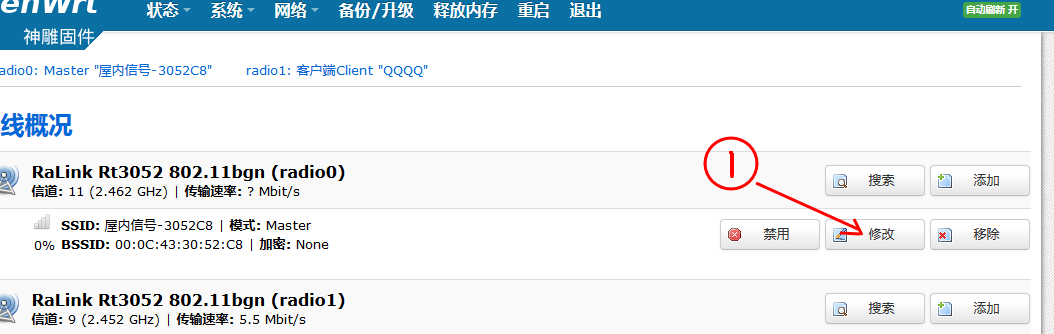 enWrt 状态 系统 网络 备份/升级 释放内存 重启 退出 自动刷新 开
神雕固件
adio0: Master "屋内信号-3052C8" radio1: 客户端Client "QQQQ"
线概况
RaLink Rt3052 802.11bgn (radio0) 搜索 添加
信道: 11 (2.462 GHz) | 传输速率: ? Mbit/s
SSID: 屋内信号-3052C8 | 模式: Master
0% BSSID: 00:0C:43:30:52:C8 | 加密: None
禁用 修改 移除
1
RaLink Rt3052 802.11bgn (radio1) 搜索 添加
信道: 9 (2.452 GHz) | 传输速率: 5.5 Mbit/s